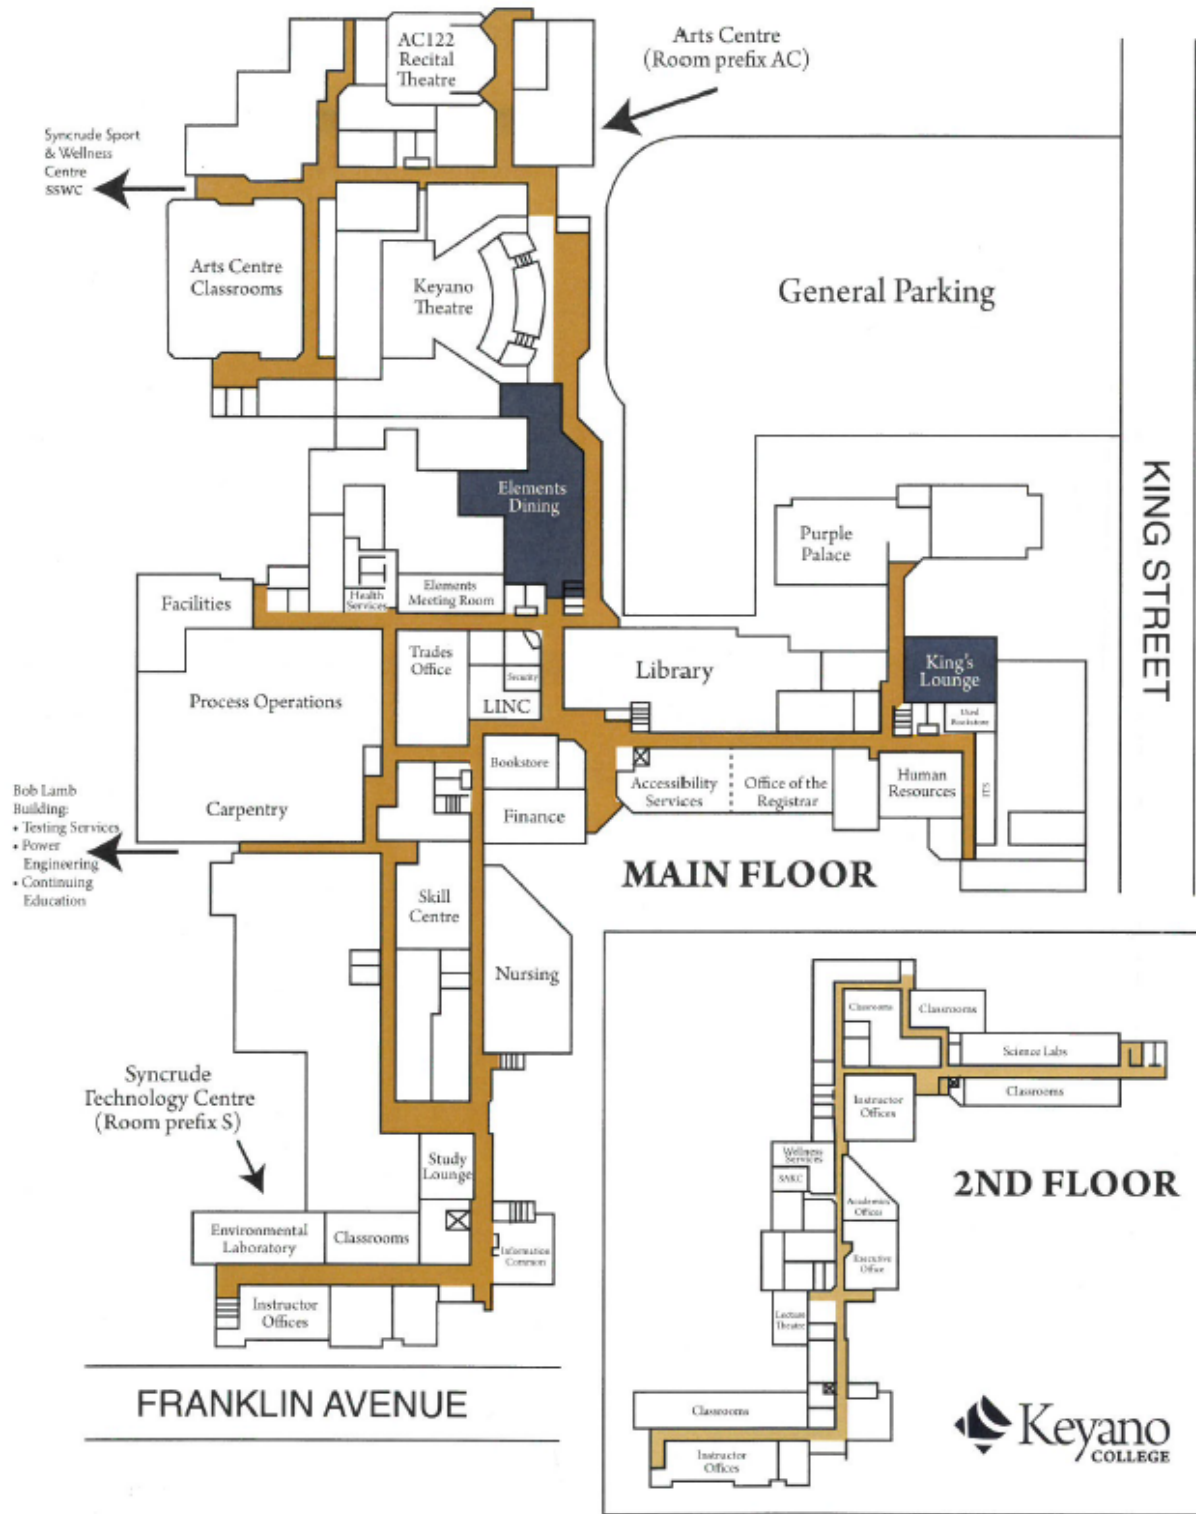 AC122
Recital
Theatre
Arts Centre
(Room prefix AC)
Syncrude Sport
& Wellness
Centre
SSWC
Arts Centre
Classrooms
Keyano
Theatre
General Parking
KING STREET
Elements
Dining
Purple
Palace
Facilities
Health
Services
Elements
Meeting Room
Trades
Office
Security
LINC
Library
King's
Lounge
Used
Bookstore
Process Operations
Carpentry
Bookstore
Finance
Accessibility
Services
Office of the
Registrar
Human
Resources
ITS
Bob Lamb
Building:
• Testing Services
• Power
Engineering
• Continuing
Education
MAIN FLOOR
Skill
Centre
Nursing
Syncrude
Technology Centre
(Room prefix S)
Study
Lounge
Environmental
Laboratory
Classrooms
Information
Common
Instructor
Offices
FRANKLIN AVENUE
Classrooms
Classrooms
Science Labs
Classrooms
Instructor
Offices
Wellness
Services
SAKC
Academic
Offices
2ND FLOOR
Executive
Office
Lecture
Theatre
Classrooms
Instructor
Offices
Keyano
COLLEGE